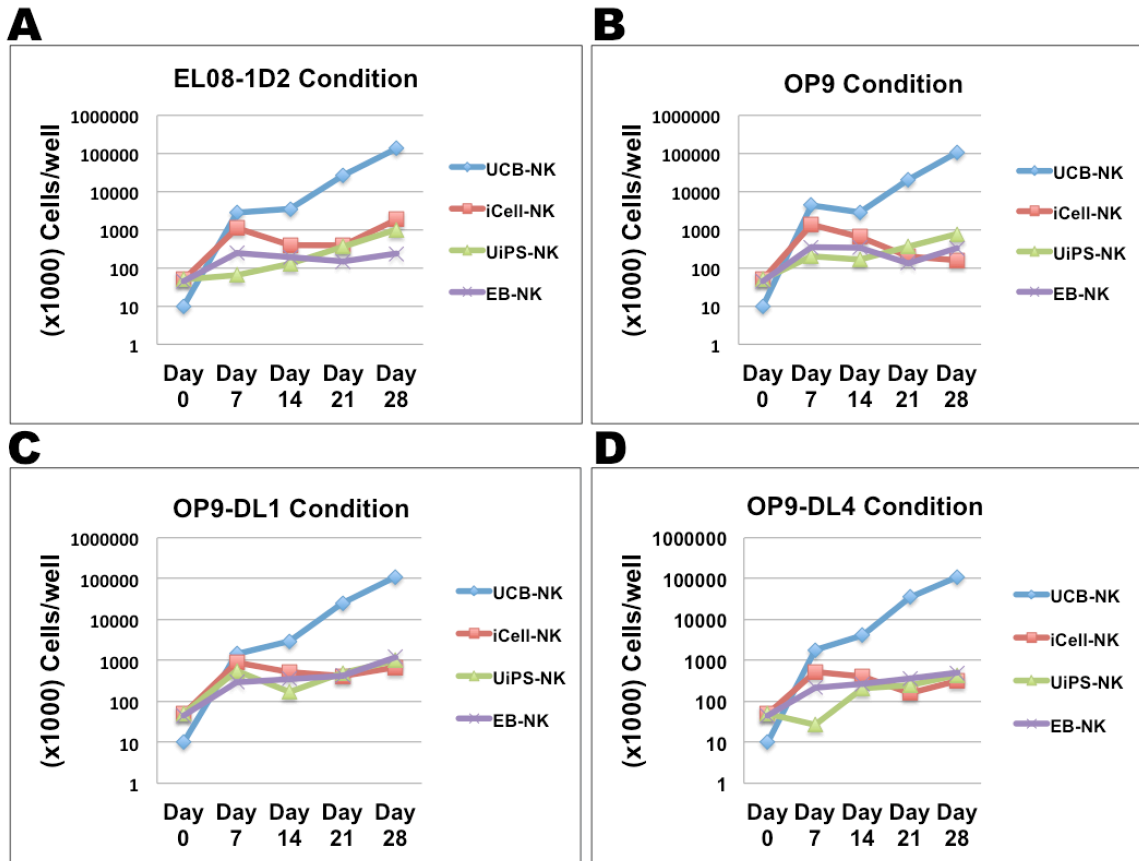 A
EL08-1D2 Condition
(x1000) Cells/well
1000000
100000
10000
1000
100
10
1
Day Day Day Day Day
0 7 14 21 28
UCB-NK
iCell-NK
UiPS-NK
EB-NK
B
OP9 Condition
(x1000) Cells/well
1000000
100000
10000
1000
100
10
1
Day Day Day Day Day
0 7 14 21 28
UCB-NK
iCell-NK
UiPS-NK
EB-NK
C
OP9-DL1 Condition
(x1000) Cells/well
1000000
100000
10000
1000
100
10
1
Day Day Day Day Day
0 7 14 21 28
UCB-NK
iCell-NK
UiPS-NK
EB-NK
D
OP9-DL4 Condition
(x1000) Cells/well
1000000
100000
10000
1000
100
10
1
Day Day Day Day Day
0 7 14 21 28
UCB-NK
iCell-NK
UiPS-NK
EB-NK